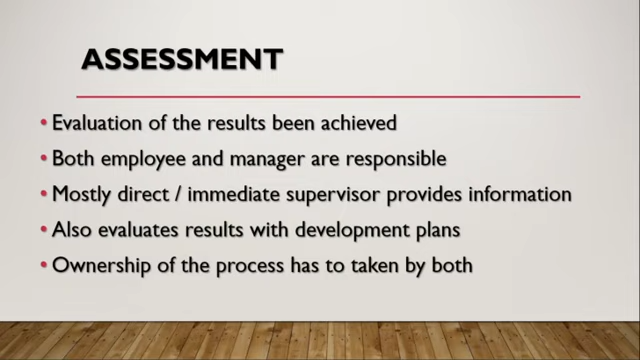 ASSESSMENT
• Evaluation of the results been achieved
• Both employee and manager are responsible
• Mostly direct / immediate supervisor provides information
• Also evaluates results with development plans
• Ownership of the process has to taken by both